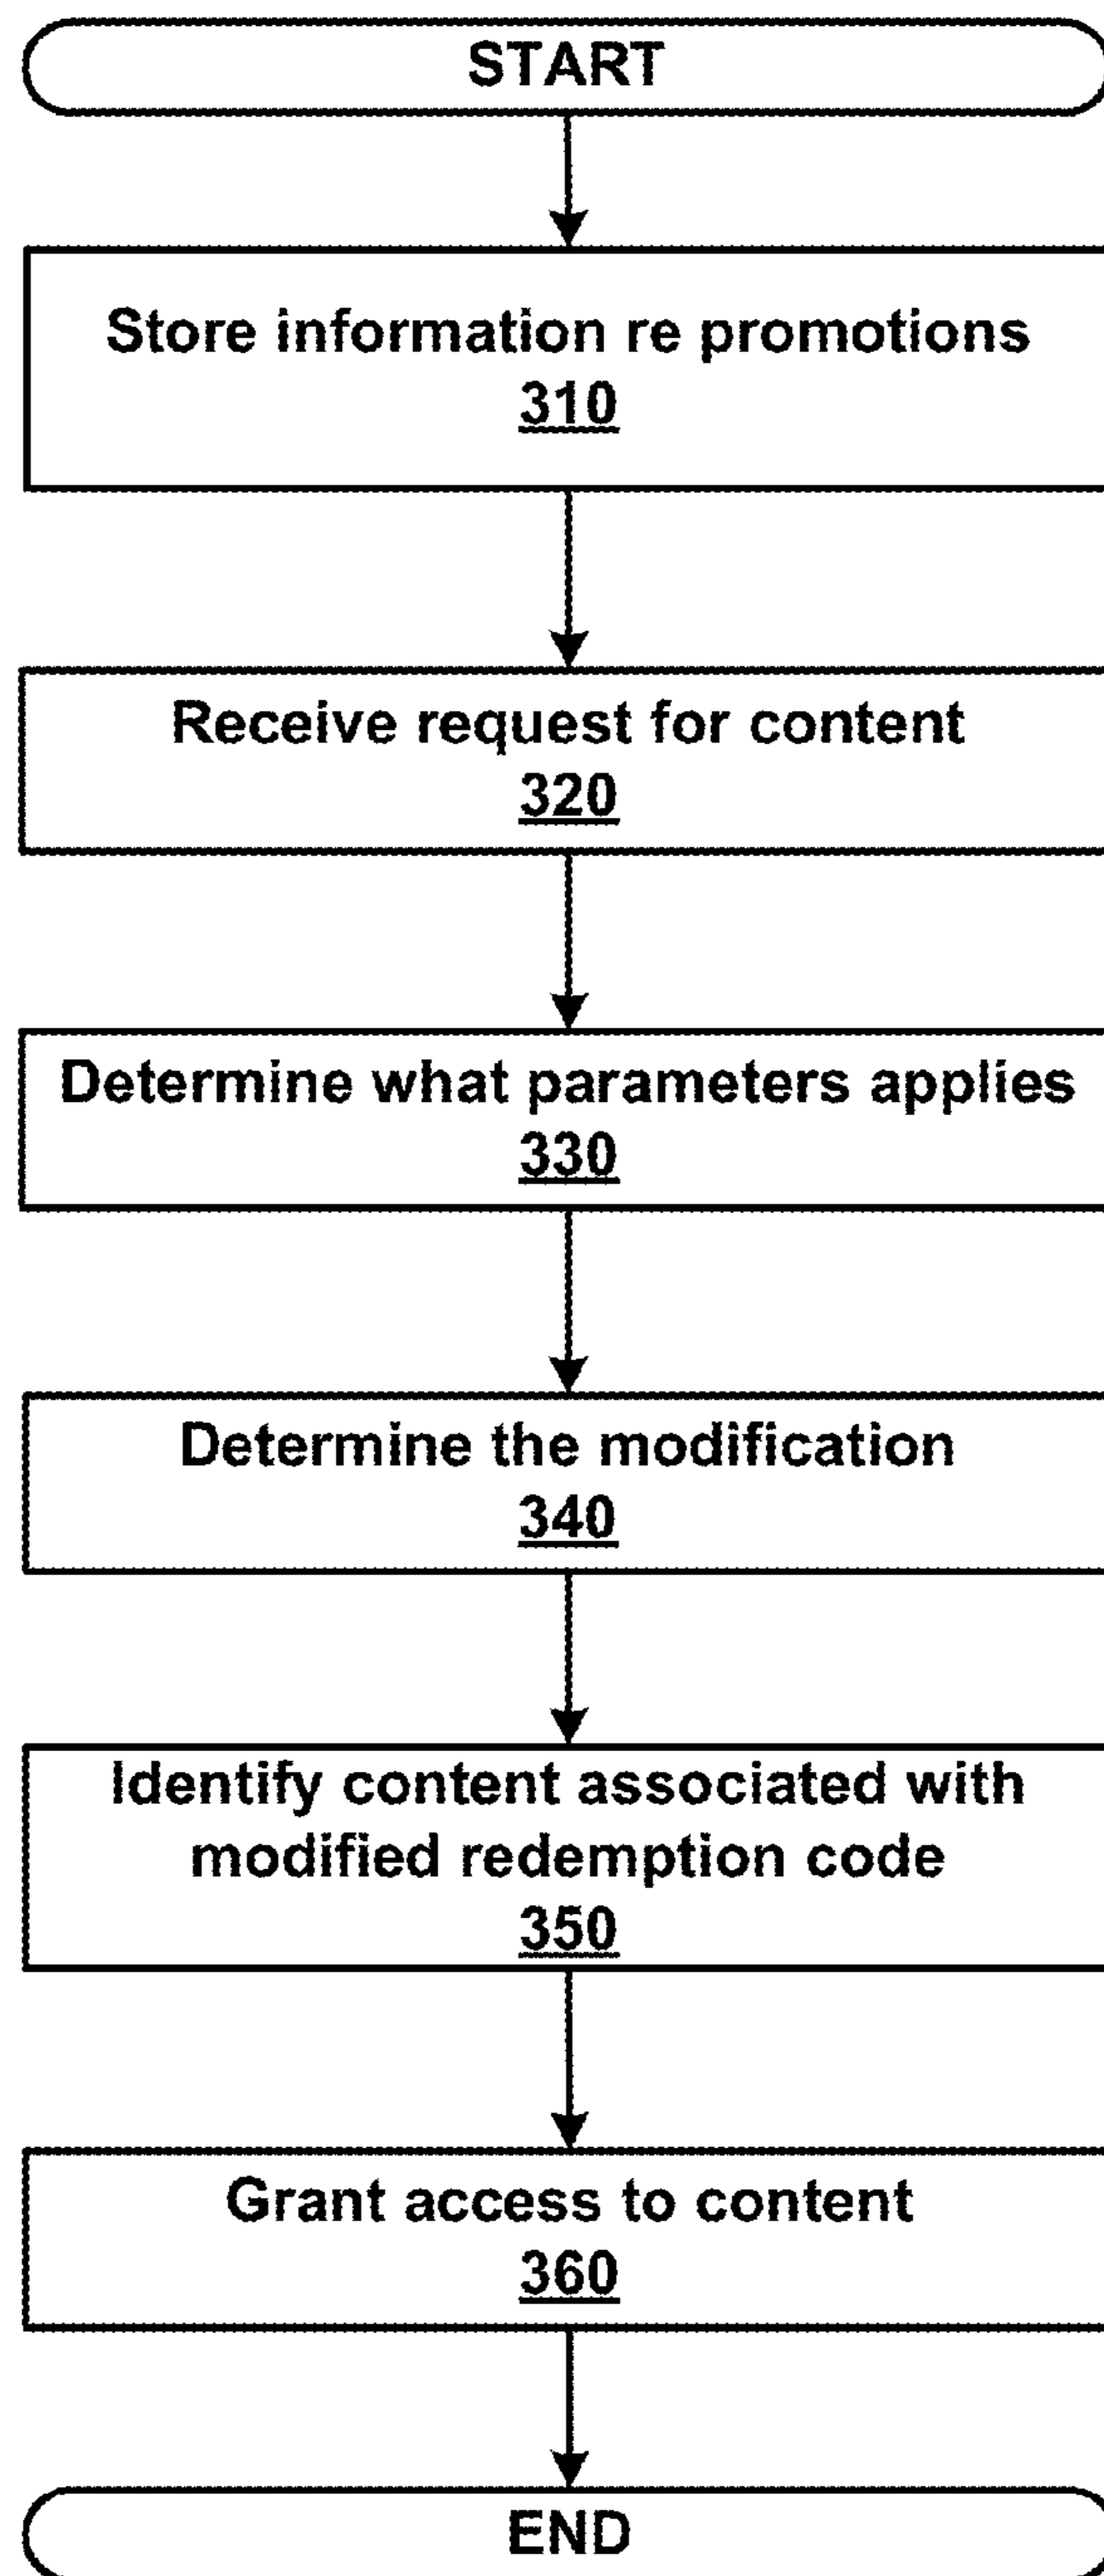 START
Store information re promotions
310
Receive request for content
320
Determine what parameters applies
330
Determine the modification
340
Identify content associated with
modified redemption code
350
Grant access to content
360
END